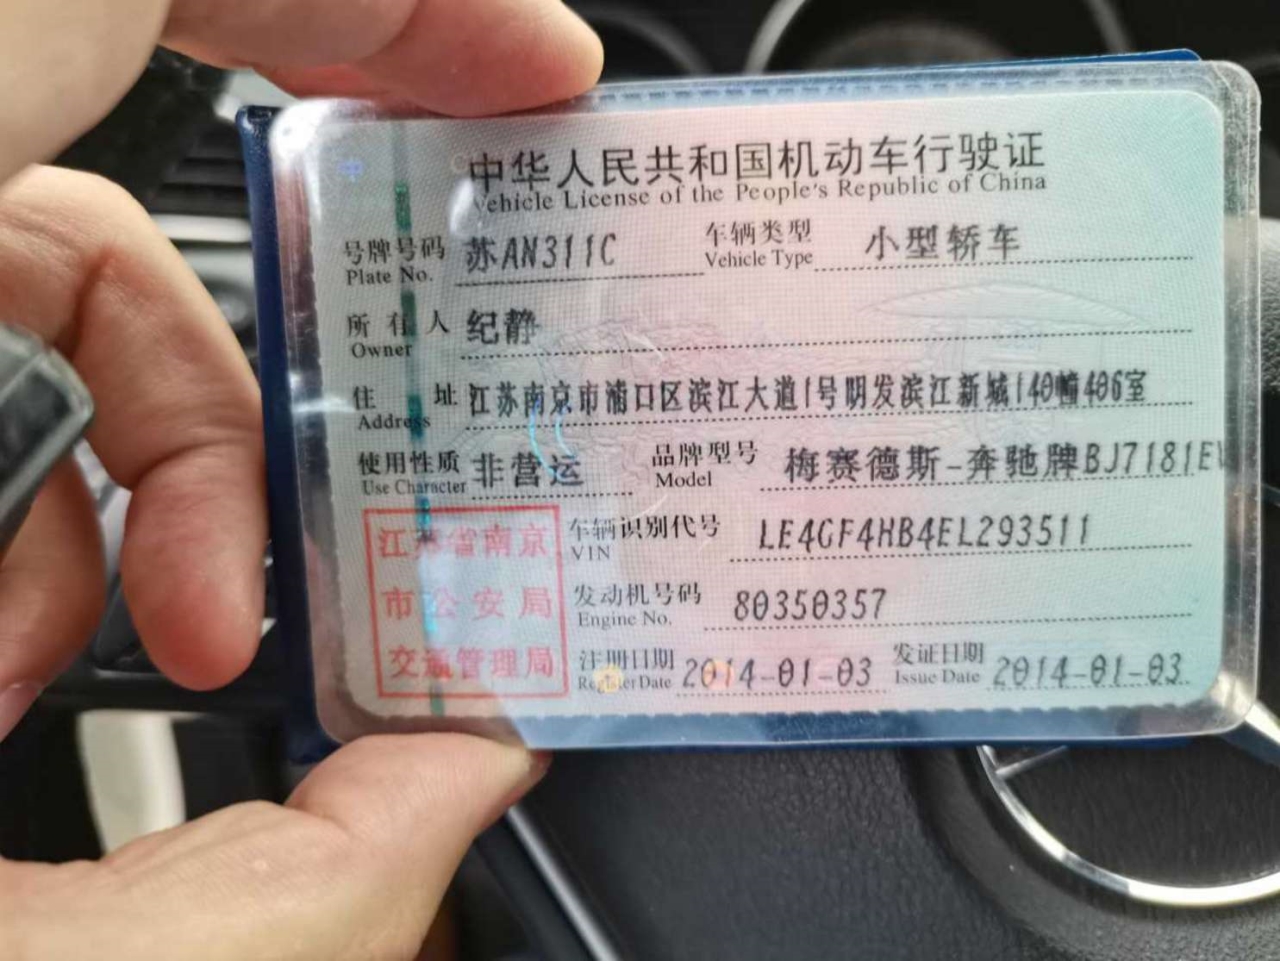 中华人民共和国机动车行驶证
Vehicle License of the People's Republic of China
号牌号码 苏AN311C 车辆类型 小型轿车
Plate No. Vehicle Type
所有人 纪静
Owner
住址 江苏南京市浦口区滨江大道1号明发滨江新城140幢406室
Address
使用性质 非营运 品牌型号 梅赛德斯-奔驰牌BJ7181EV
Use Character Model
江苏省南京
市公安局
交通管理局
车辆识别代号 LE4GF4HB4EL293511
VIN
发动机号码 80350357
Engine No.
注册日期 2014-01-03 发证日期 2014-01-03
Register Date Issue Date